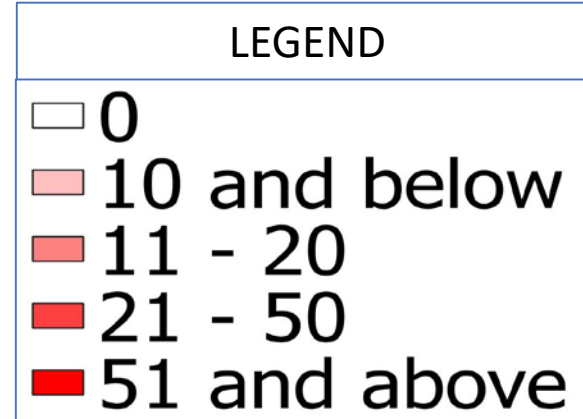 LEGEND
0
10 and below
11 - 20
21 - 50
51 and above